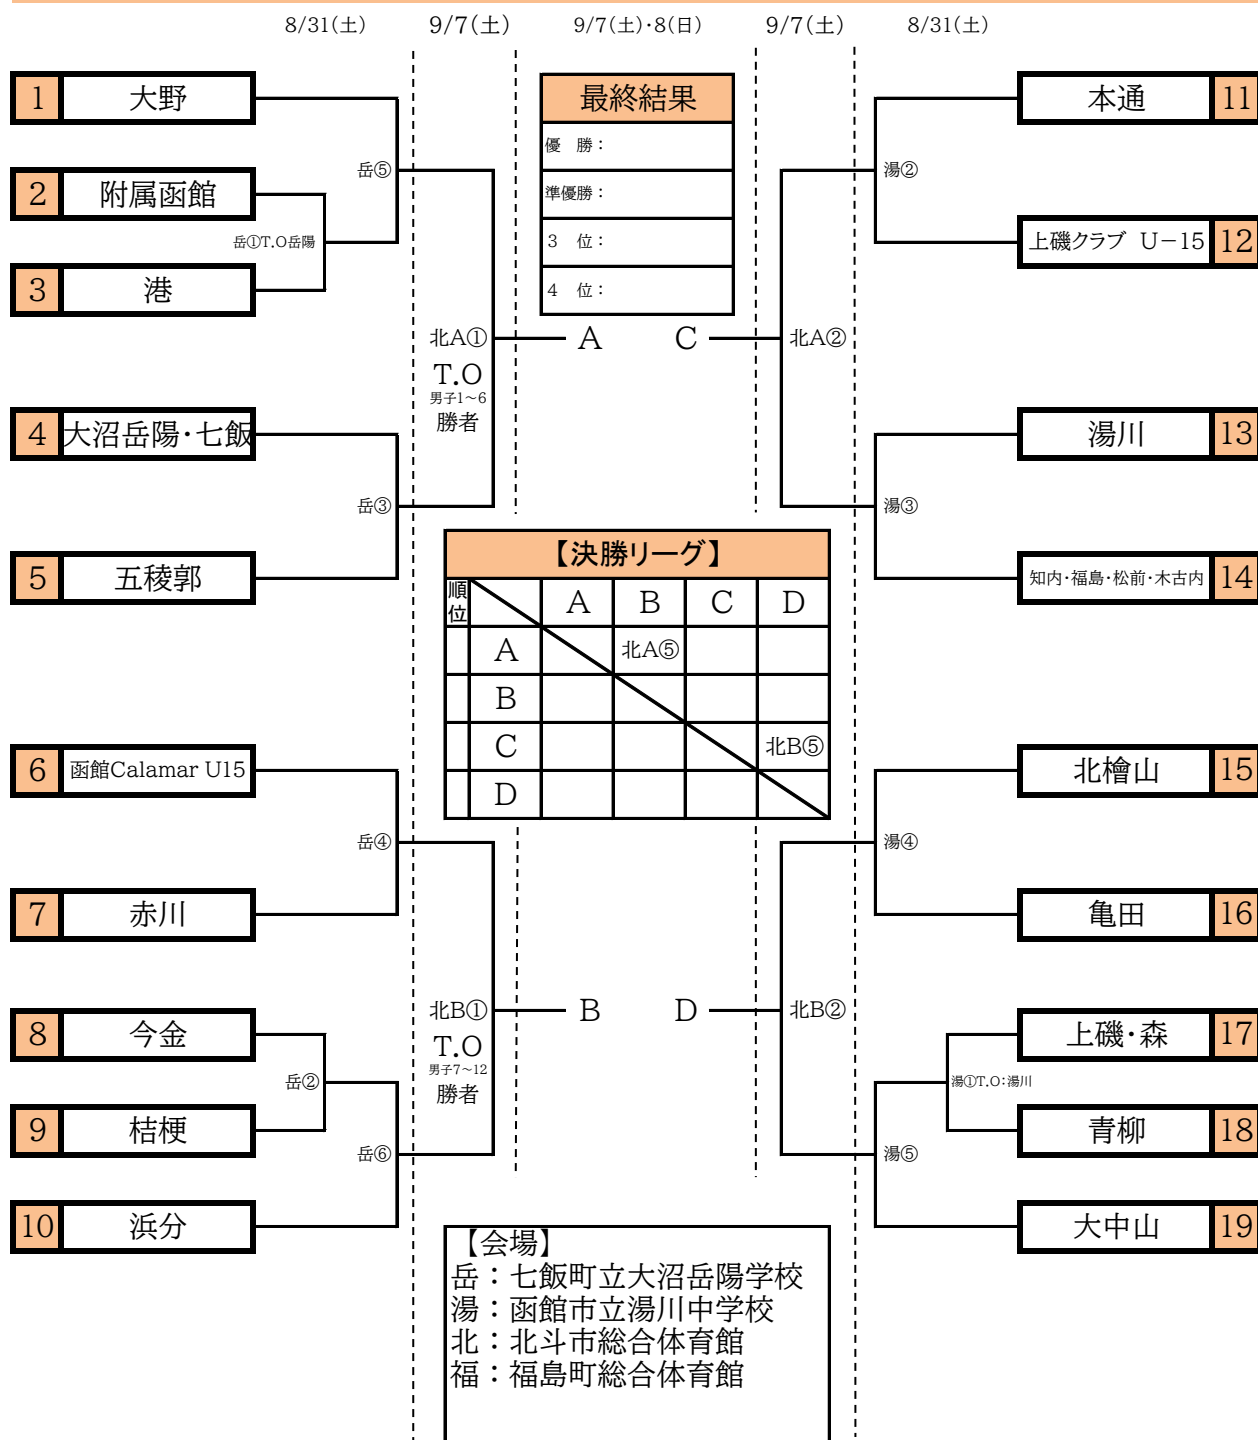 8/31(土) 9/7(土) 9/7(土)・8(日) 9/7(土) 8/31(土)
1 大野
岳⑤
2 附属函館
岳①T.O岳陽
3 港
4 大沼岳陽・七飯
岳③
5 五稜郭
6 函館Calamar U15
岳④
7 赤川
8 今金
岳②
9 桔梗
岳⑥
10 浜分
北A①
T.O
男子1~6
勝者
北B①
T.O
男子7~12
勝者
最終結果
優 勝：
準優勝：
3 位：
4 位：
A C
【決勝リーグ】
順位 A B C D
A 北A⑤
B
C 北B⑤
D
B D
北A②
北B②
本通 11
湯②
上磯クラブ U-15 12
湯川 13
湯③
知内・福島・松前・木古内 14
北檜山 15
湯④
亀田 16
上磯・森 17
湯①T.O:湯川
青柳 18
湯⑤
大中山 19
【会場】
岳：七飯町立大沼岳陽学校
湯：函館市立湯川中学校
北：北斗市総合体育館
福：福島町総合体育館